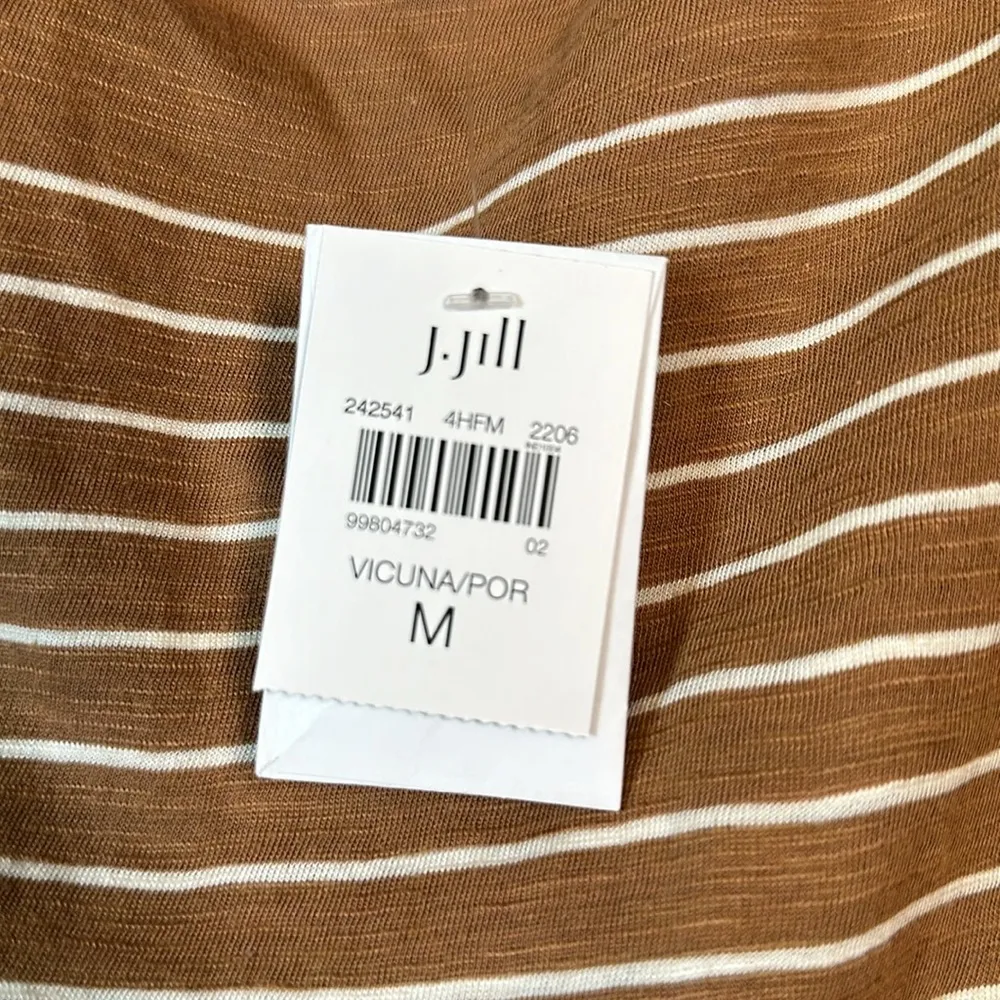 J.Jill
242541 4HFM 2206
99804732 02
VICUNA/POR
M